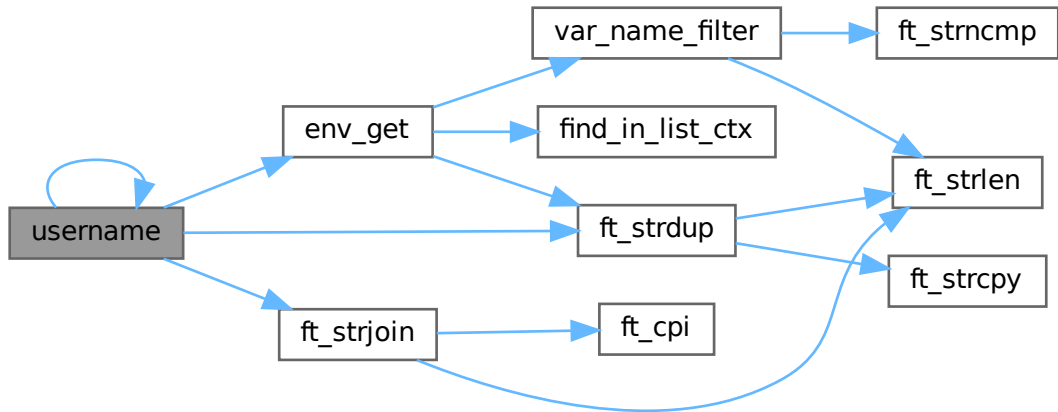 username
env_get
ft_strjoin
var_name_filter
find_in_list_ctx
ft_strdup
ft_cpi
ft_strncmp
ft_strlen
ft_strcpy